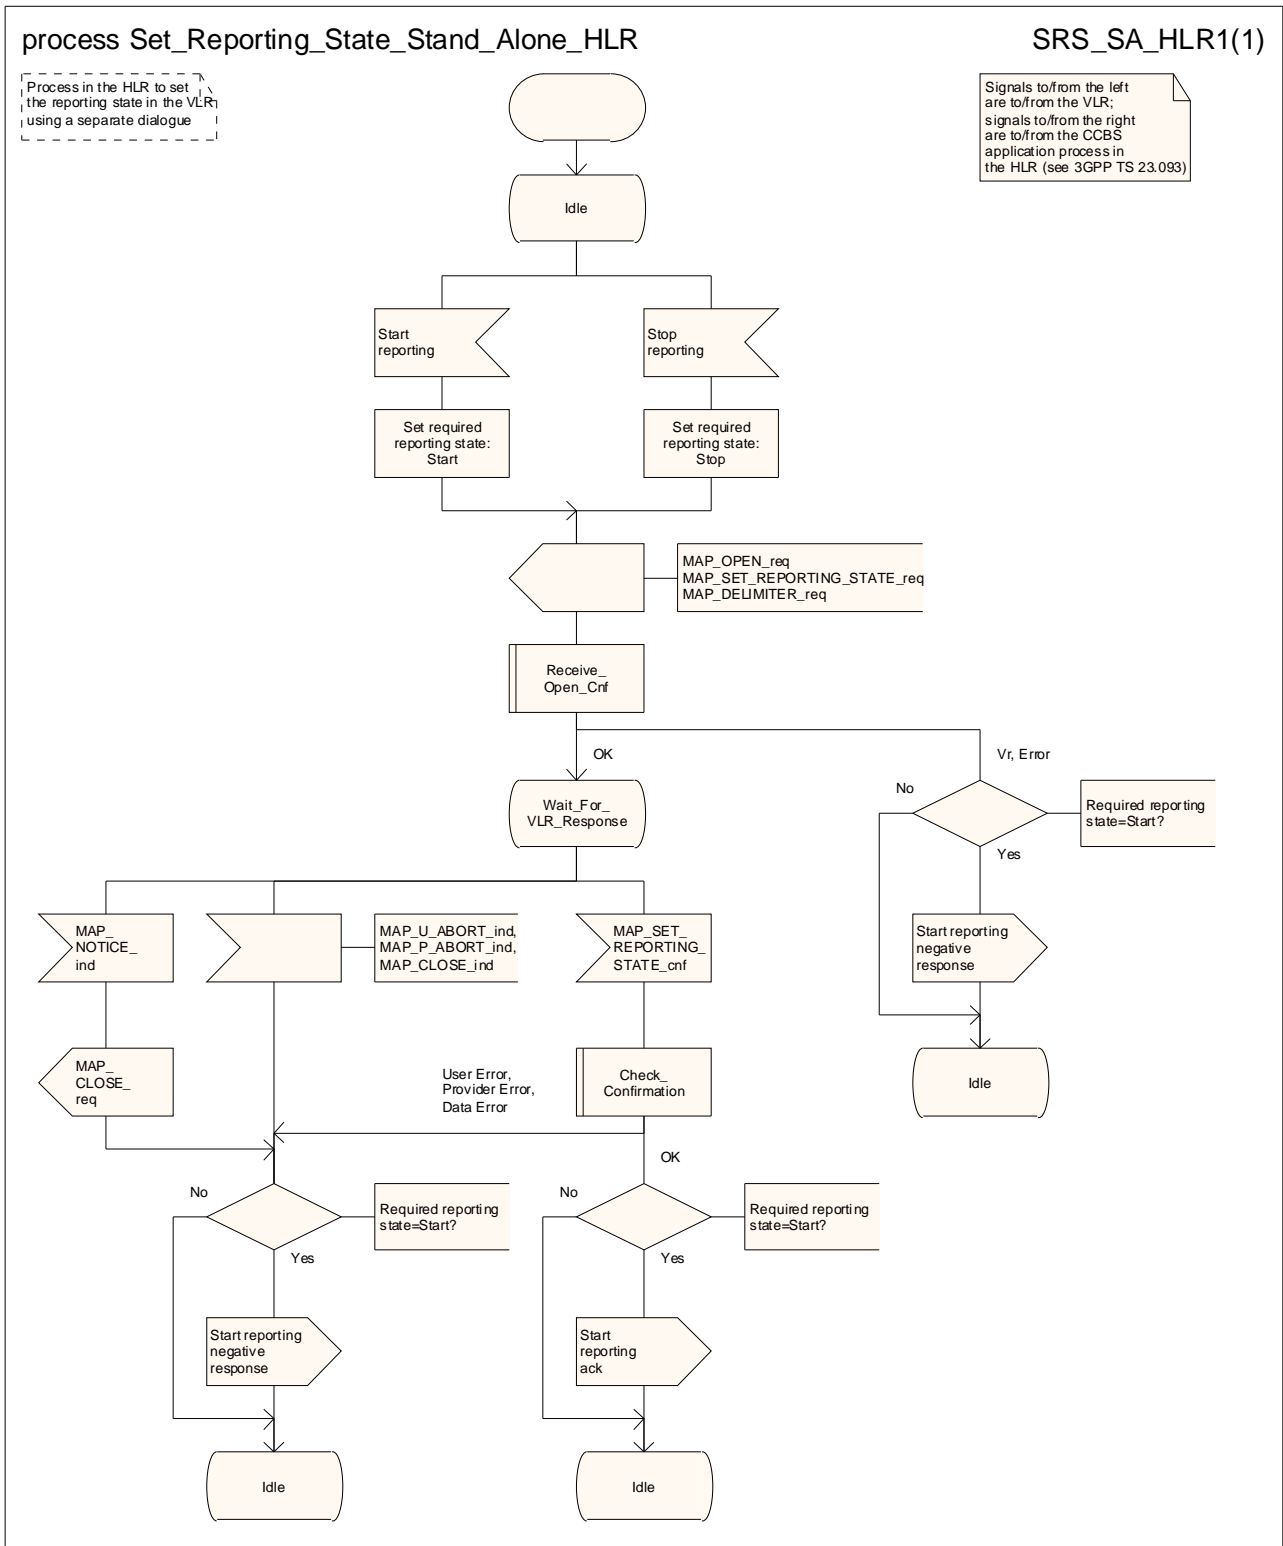 process Set_Reporting_State_Stand_Alone_HLR
SRS_SA_HLR1(1)
Process in the HLR to set
the reporting state in the VLR
using a separate dialogue
Signals to/from the left
are to/from the VLR;
signals to/from the right
are to/from the CCBS
application process in
the HLR (see 3GPP TS 23.093)
Idle
Start
reporting
Stop
reporting
Set required
reporting state:
Start
Set required
reporting state:
Stop
MAP_OPEN_req
MAP_SET_REPORTING_STATE_req
MAP_DELIMITER_req
Receive_
Open_Cnf
OK
Vr, Error
Wait_For_
VLR_Response
No
Required reporting
state=Start?
Yes
MAP_
NOTICE_
ind
MAP_U_ABORT_ind,
MAP_P_ABORT_ind,
MAP_CLOSE_ind
MAP_SET_
REPORTING_
STATE_cnf
Start reporting
negative
response
MAP_
CLOSE_
req
User Error,
Provider Error,
Data Error
Check_
Confirmation
Idle
OK
No
Required reporting
state=Start?
Yes
No
Required reporting
state=Start?
Yes
Start reporting
negative
response
Start
reporting
ack
Idle
Idle